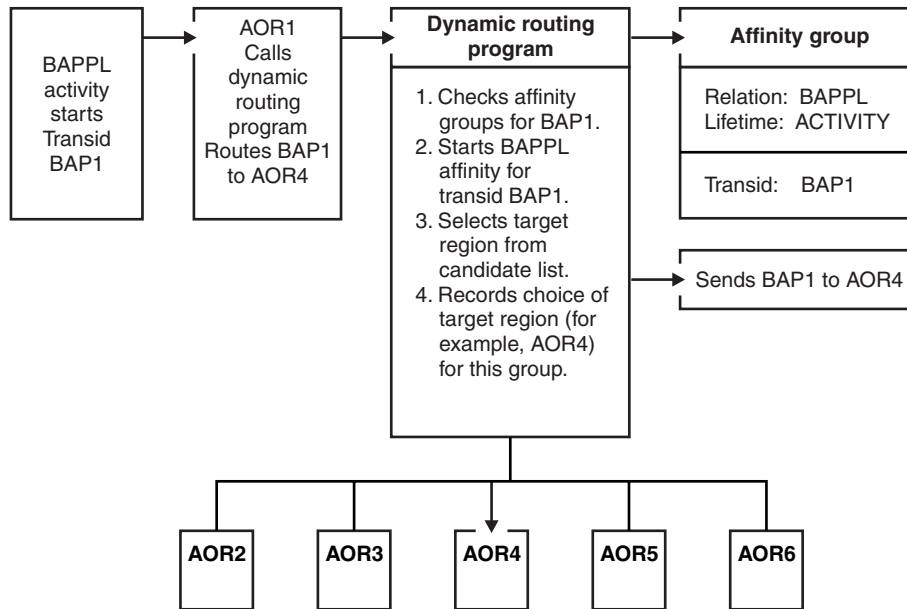 BAPPL
activity
starts
Transid
BAP1
AOR1
Calls
dynamic
routing
program
Routes BAP1
to AOR4
Dynamic routing
program
1. Checks affinity
groups for BAP1.
2. Starts BAPPL
affinity for
transid BAP1.
3. Selects target
region from
candidate list.
4. Records choice of
target region (for
example, AOR4)
for this group.
Affinity group
Relation: BAPPL
Lifetime: ACTIVITY
Transid: BAP1
Sends BAP1 to AOR4
AOR2
AOR3
AOR4
AOR5
AOR6